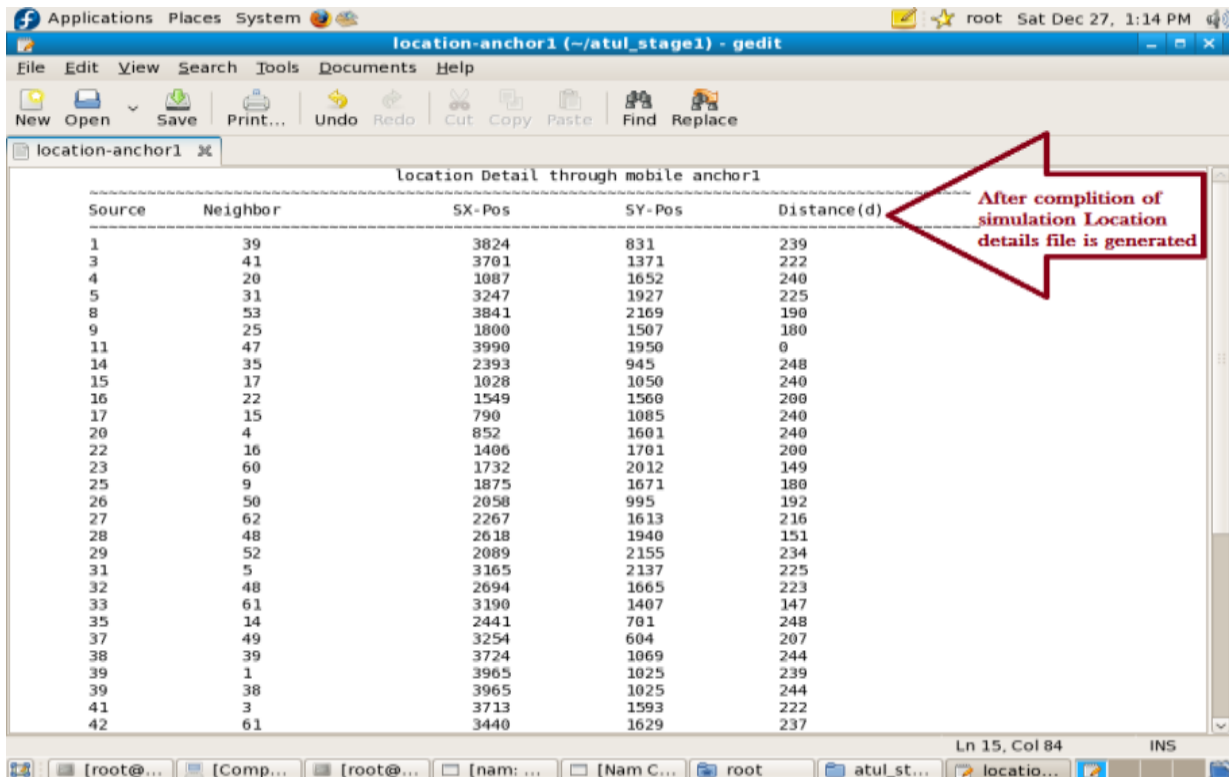 Applications Places System root Sat Dec 27, 1:14 PM
location-anchor1 (~/atul_stage1) - gedit
File Edit View Search Tools Documents Help
New Open Save Print... Undo Redo Cut Copy Paste Find Replace
location-anchor1
location Detail through mobile anchor1
Source Neighbor SX-Pos SY-Pos Distance(d)
1 39 3824 831 239
3 41 3701 1371 222
4 20 1087 1652 240
5 31 3247 1927 225
8 53 3841 2169 190
9 25 1800 1507 180
11 47 3990 1950 0
14 35 2393 945 248
15 17 1028 1050 240
16 22 1549 1560 200
17 15 790 1085 240
20 4 852 1601 240
22 16 1406 1701 200
23 60 1732 2012 149
25 9 1875 1671 180
26 50 2058 995 192
27 62 2267 1613 216
28 48 2618 1940 151
29 52 2089 2155 234
31 5 3165 2137 225
32 48 2694 1665 223
33 61 3190 1407 147
35 14 2441 701 248
37 49 3254 604 207
38 39 3724 1069 244
39 1 3965 1025 239
39 38 3965 1025 244
41 3 3713 1593 222
42 61 3440 1629 237
After complition of
simulation Location
details file is generated
Ln 15, Col 84 INS
[root@... [Comp... [root@... [nam: ... [Nam C... root atul_st... locatio...